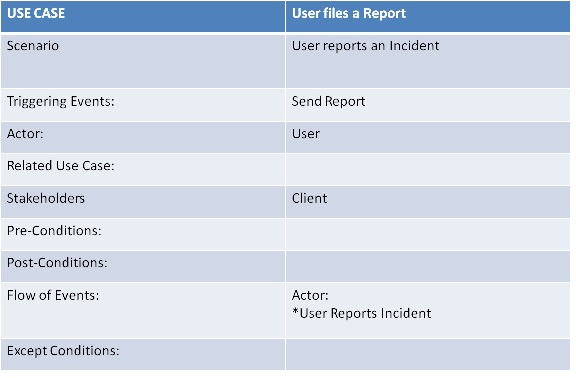 USE CASE User files a Report
Scenario User reports an Incident
Triggering Events: Send Report
Actor: User
Related Use Case:
Stakeholders Client
Pre-Conditions:
Post-Conditions:
Flow of Events: Actor:
*User Reports Incident
Except Conditions: